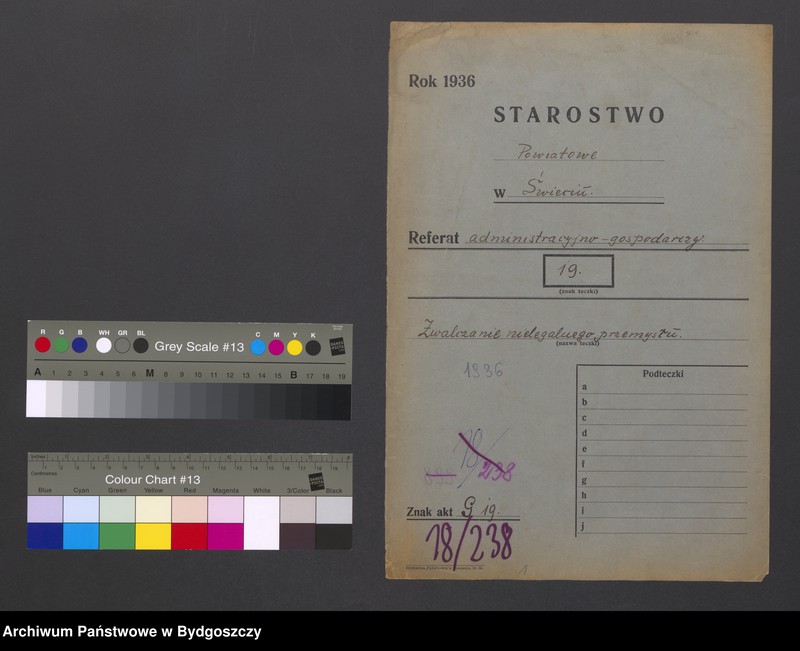 Rok 1936
STAROSTWO
Powiatowe
w Świeciu.
Referat administracyjno-gospodarczy.
19.
(znak teczki)
Zwalczanie nielegalnego przemysłu.
(nazwa teczki)
1936
Podteczki
a
b
c
d
e
f
g
h
i
j
19/238
Znak akt G 19.
18/238
R G B WH GR BL Grey Scale #13 C M Y K
A 1 2 3 4 5 6 M 8 9 10 11 12 13 14 15 B 17 18 19
Inches
Centimetres
Colour Chart #13
Blue Cyan Green Yellow Red Magenta White 3/Color Black
Archiwum Państwowe w Bydgoszczy